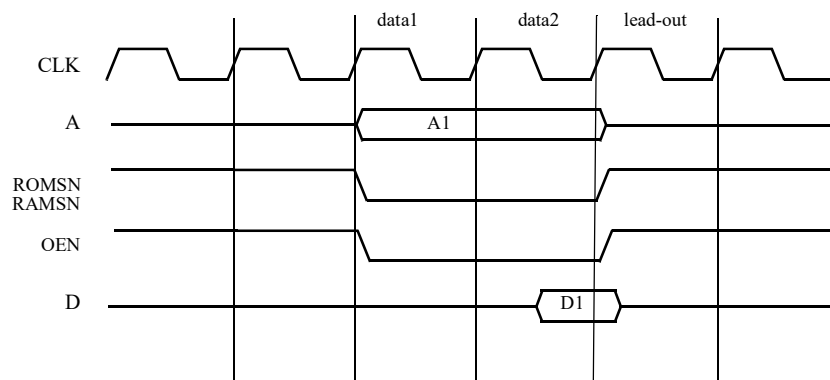 data1 data2 lead-out
CLK
A A1
ROMSN
RAMSN
OEN
D D1